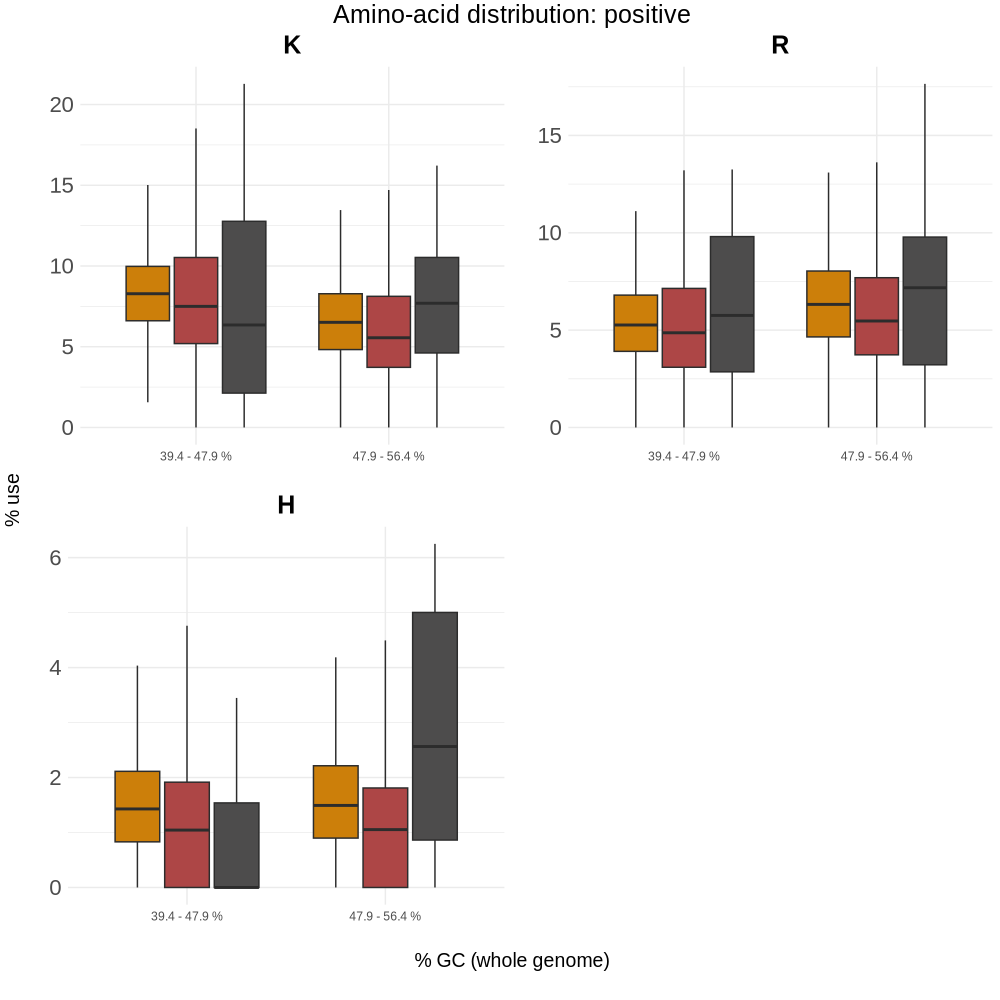 Amino-acid distribution: positive
K
R
20
15
10
5
0
15
10
5
0
39.4 - 47.9 %
47.9 - 56.4 %
39.4 - 47.9 %
47.9 - 56.4 %
% use
H
6
4
2
0
39.4 - 47.9 %
47.9 - 56.4 %
% GC (whole genome)